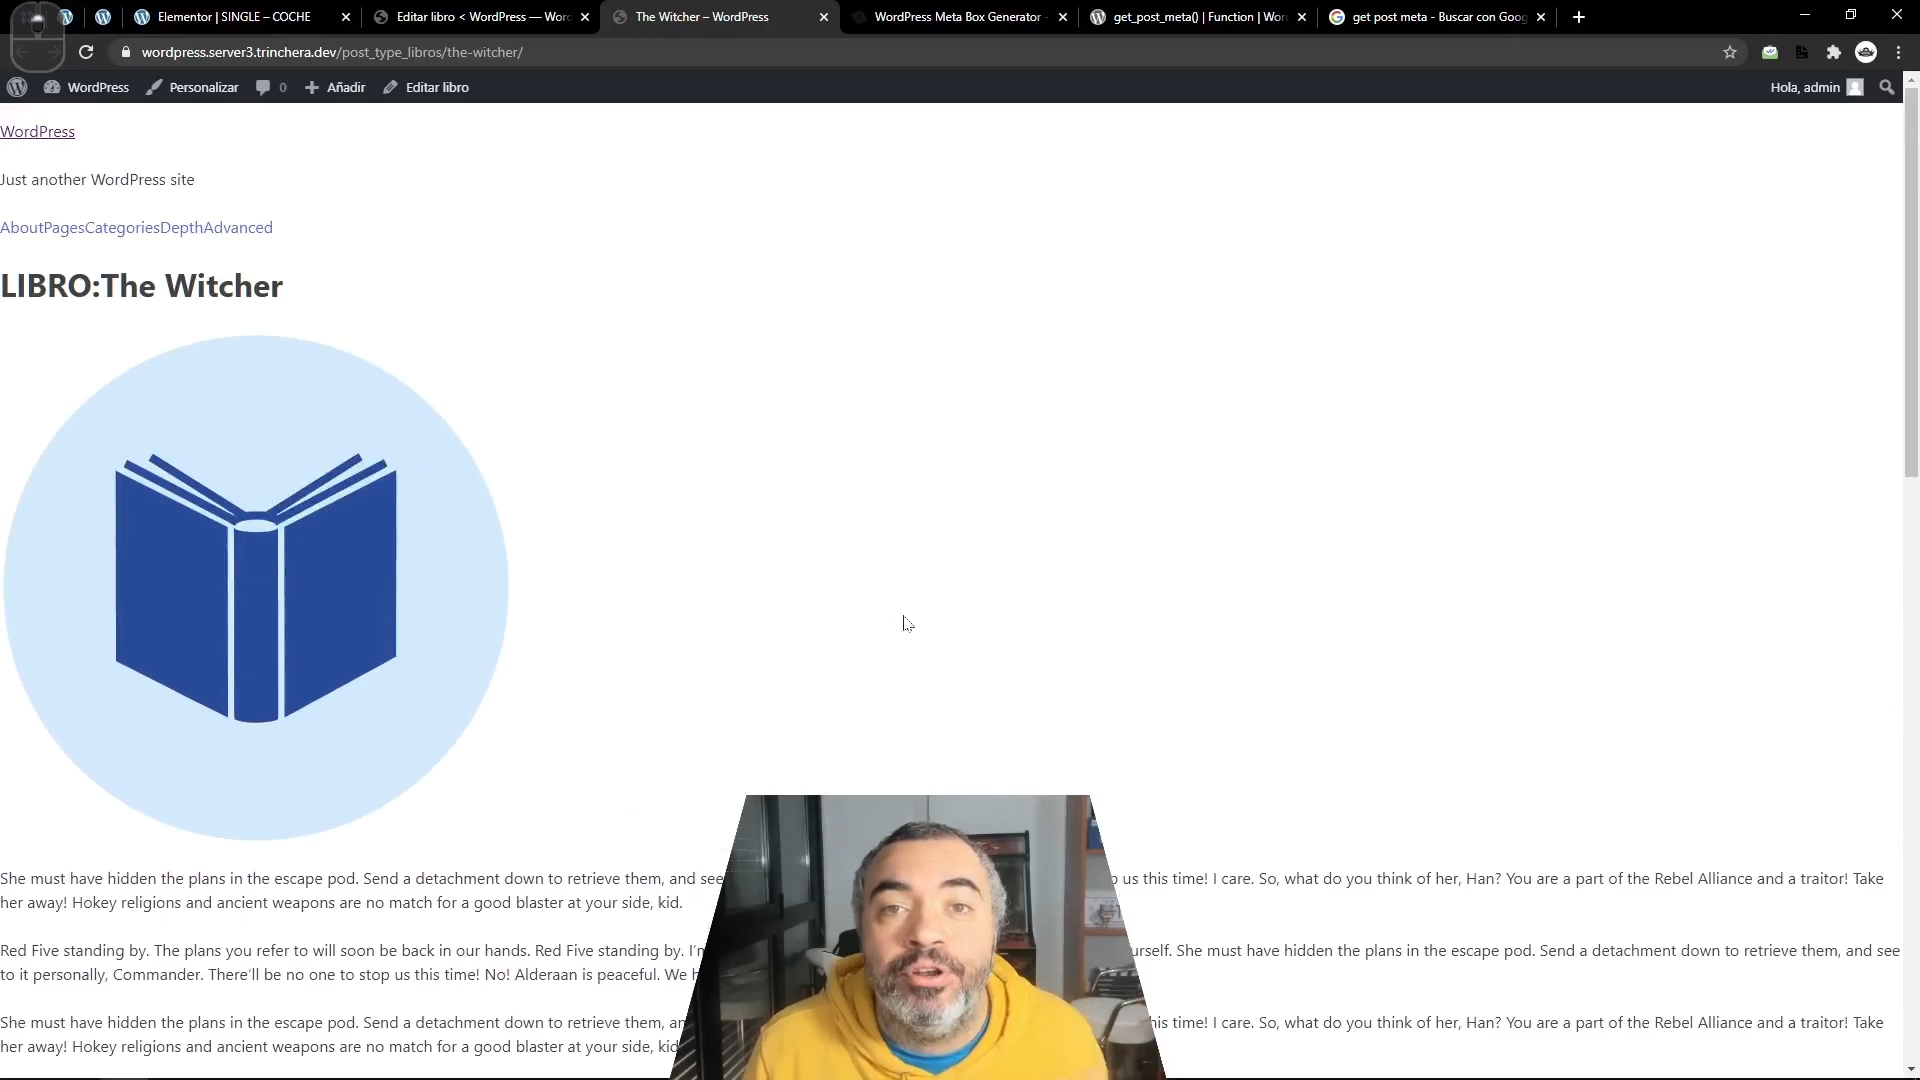 Elementor | SINGLE – COCHE
Editar libro < WordPress — Word
The Witcher – WordPress
WordPress Meta Box Generator -
get_post_meta() | Function | Wor
get post meta - Buscar con Goog
wordpress.server3.trinchera.dev/post_type_libros/the-witcher/
WordPress Personalizar 0 Añadir Editar libro Hola, admin
WordPress
Just another WordPress site
AboutPagesCategoriesDepthAdvanced
LIBRO:The Witcher
She must have hidden the plans in the escape pod. Send a detachment down to retrieve them, and see us this time! I care. So, what do you think of her, Han? You are a part of the Rebel Alliance and a traitor! Take
her away! Hokey religions and ancient weapons are no match for a good blaster at your side, kid.
Red Five standing by. The plans you refer to will soon be back in our hands. Red Five standing by. She must have hidden the plans in the escape pod. Send a detachment down to retrieve them, and see
to it personally, Commander. There'll be no one to stop us this time! No! Alderaan is peaceful. We
She must have hidden the plans in the escape pod. Send a detachment down to retrieve them, this time! I care. So, what do you think of her, Han? You are a part of the Rebel Alliance and a traitor! Take
her away! Hokey religions and ancient weapons are no match for a good blaster at your side, kid